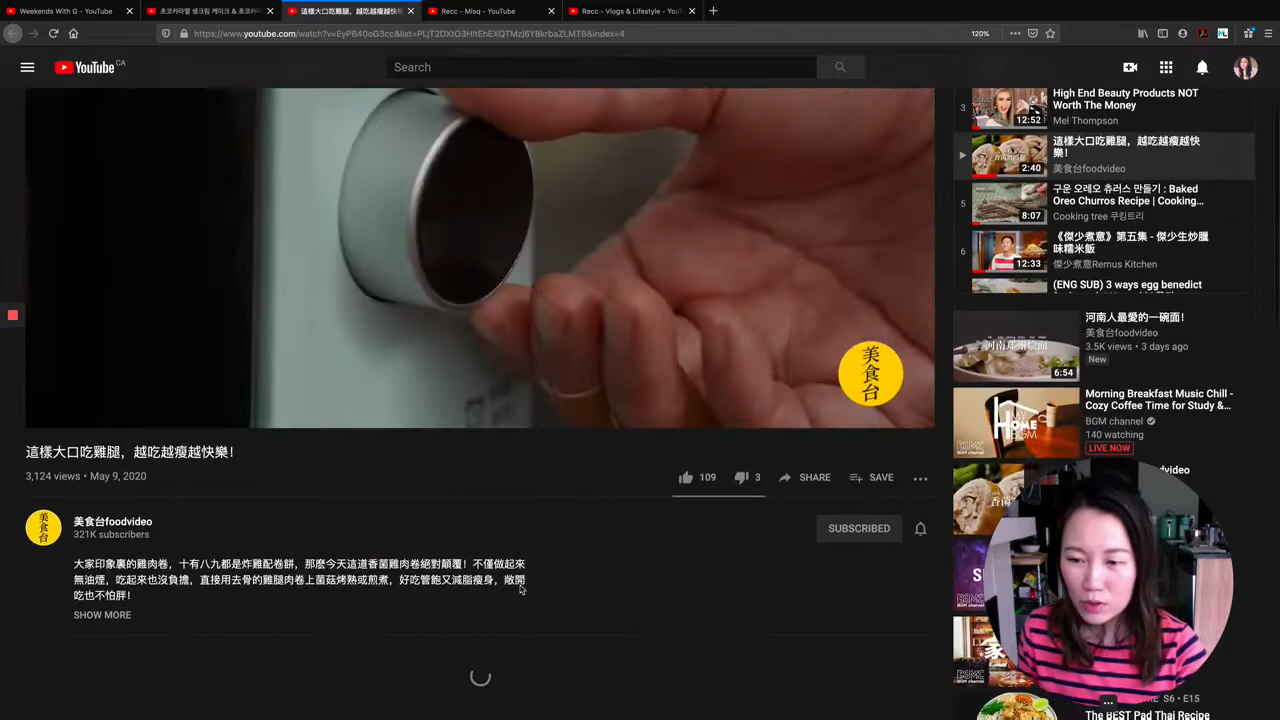 Weekends With G - YouTube
초코카라멜 생크림 케이크 & 초코카
這樣大口吃雞腿，越吃越瘦越快樂
Recc - Misq - YouTube
Recc - Vlogs & Lifestyle - YouT
https://www.youtube.com/watch?v=EyPB40oG3cc&list=PLjT2DXtO3HItEhEXQTMzj6Y8krbaZLMTB&index=4
120%
YouTube CA
Search
3
High End Beauty Products NOT
Worth The Money
Mel Thompson
12:52
這樣大口吃雞腿，越吃越瘦越快
樂！
美食台foodvideo
2:40
구운 오레오 츄러스 만들기 : Baked
Oreo Churros Recipe | Cooking...
Cooking tree 쿠킹트리
5
8:07
《傑少煮意》第五集 - 傑少生炒臘
味糯米飯
傑少煮意Remus Kitchen
6
12:33
(ENG SUB) 3 ways egg benedict
美食台
這樣大口吃雞腿，越吃越瘦越快樂！
3,124 views • May 9, 2020
109
3
SHARE
SAVE
美食台
美食台foodvideo
321K subscribers
SUBSCRIBED
大家印象裏的雞肉卷，十有八九都是炸雞配卷餅，那麽今天這道香菌雞肉卷絕對顛覆！不僅做起來
無油煙，吃起來也沒負擔，直接用去骨的雞腿肉卷上菌菇烤熟或煎煮，好吃管飽又減脂瘦身，敞開
吃也不怕胖！
SHOW MORE
河南人最愛的一碗面！
美食台foodvideo
3.5K views • 3 days ago
New
6:54
Morning Breakfast Music Chill -
Cozy Coffee Time for Study &...
BGM channel
140 watching
LIVE NOW
MY
HOME
BGM
BGMC
S6 • E15
The BEST Pad Thai Recipe